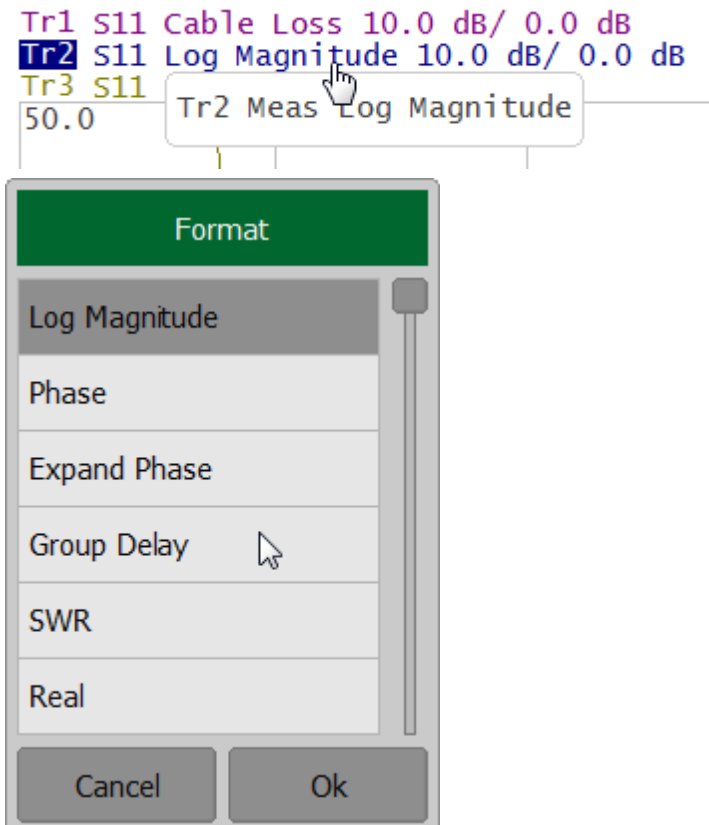 Tr1 S11 Cable Loss 10.0 dB/ 0.0 dB
Tr2 S11 Log Magnitude 10.0 dB/ 0.0 dB
Tr3 S11
Tr2 Meas Log Magnitude
50.0
Format
Log Magnitude
Phase
Expand Phase
Group Delay
SWR
Real
Cancel Ok